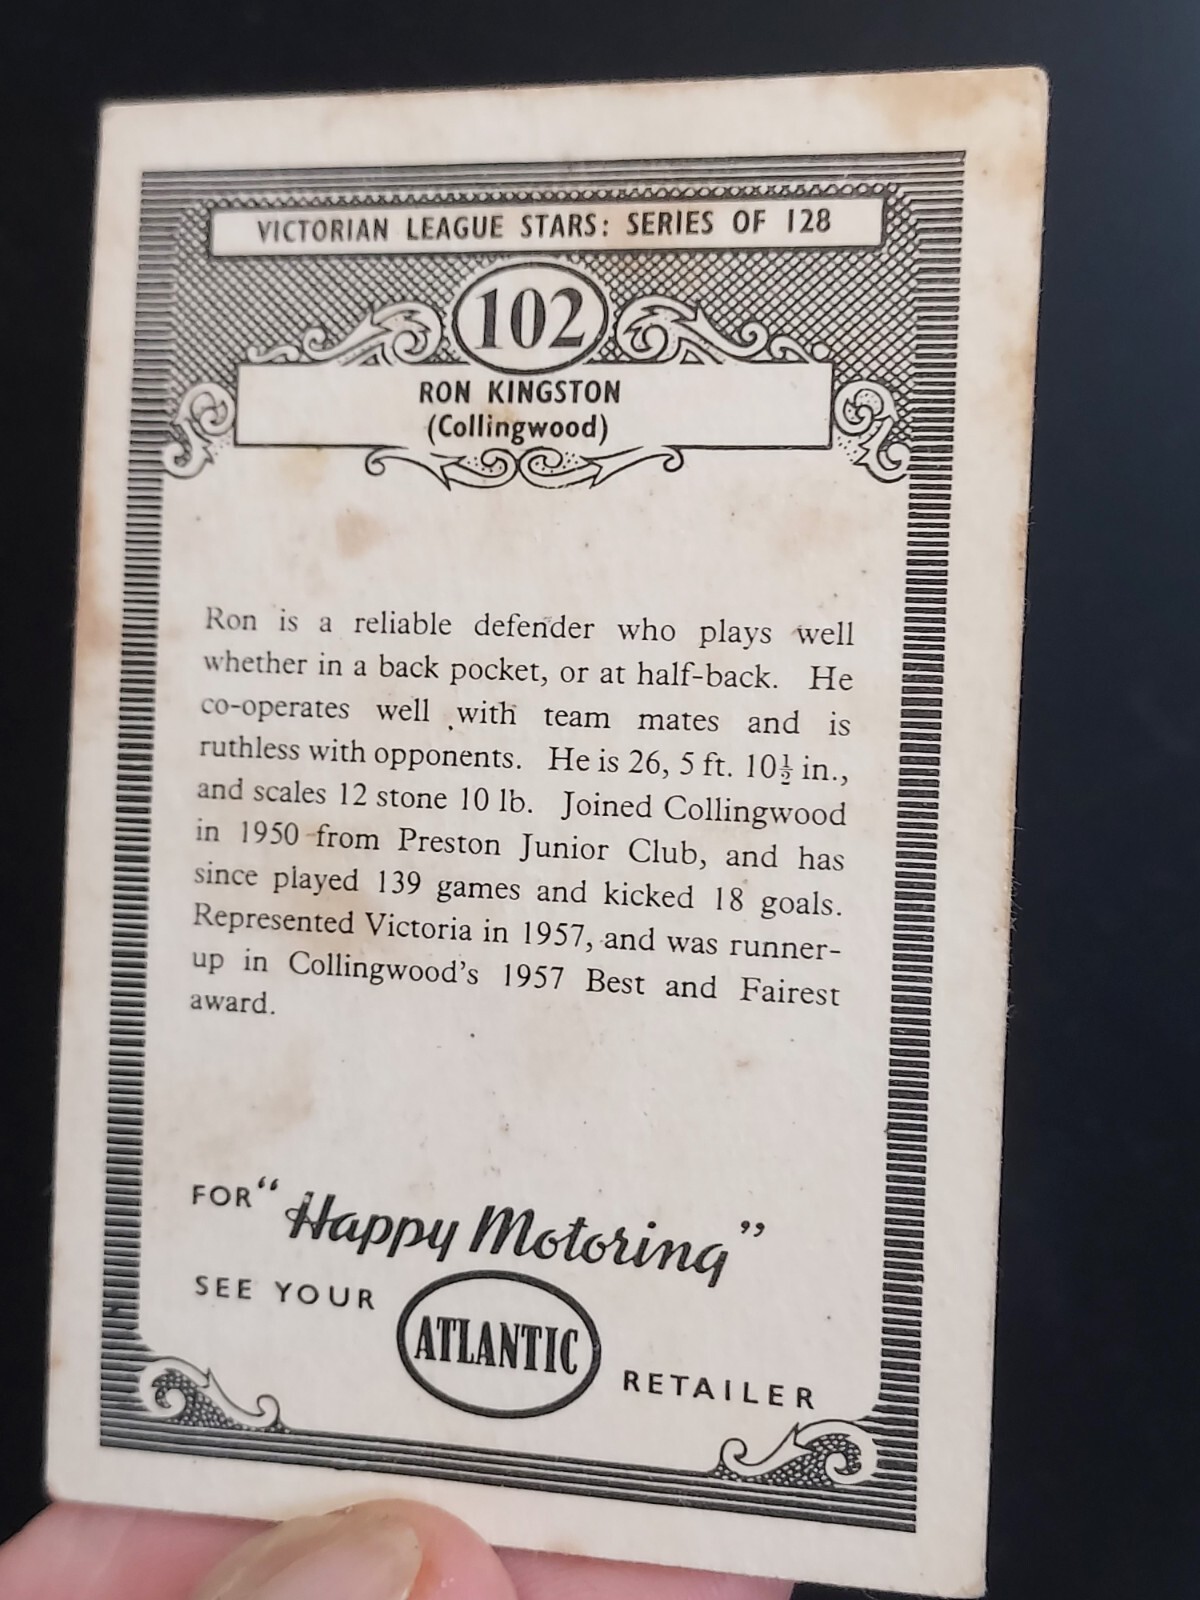 VICTORIAN LEAGUE STARS: SERIES OF 128
102
RON KINGSTON
(Collingwood)
Ron is a reliable defender who plays well
whether in a back pocket, or at half-back. He
co-operates well with team mates and is
ruthless with opponents. He is 26, 5 ft. 10½ in.,
and scales 12 stone 10 lb. Joined Collingwood
in 1950 from Preston Junior Club, and has
since played 139 games and kicked 18 goals.
Represented Victoria in 1957, and was runner-
up in Collingwood's 1957 Best and Fairest
award.
FOR "Happy Motoring"
SEE YOUR ATLANTIC RETAILER